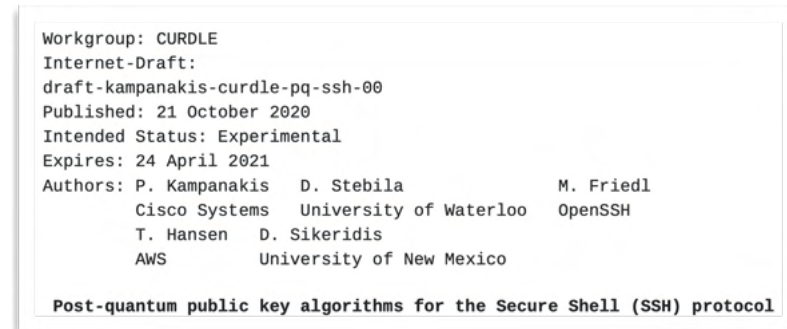 Workgroup: CURDLE
Internet-Draft:
draft-kampanakis-curdle-pq-ssh-00
Published: 21 October 2020
Intended Status: Experimental
Expires: 24 April 2021
Authors: P. Kampanakis D. Stebila M. Friedl
Cisco Systems University of Waterloo OpenSSH
T. Hansen D. Sikeridis
AWS University of New Mexico
Post-quantum public key algorithms for the Secure Shell (SSH) protocol